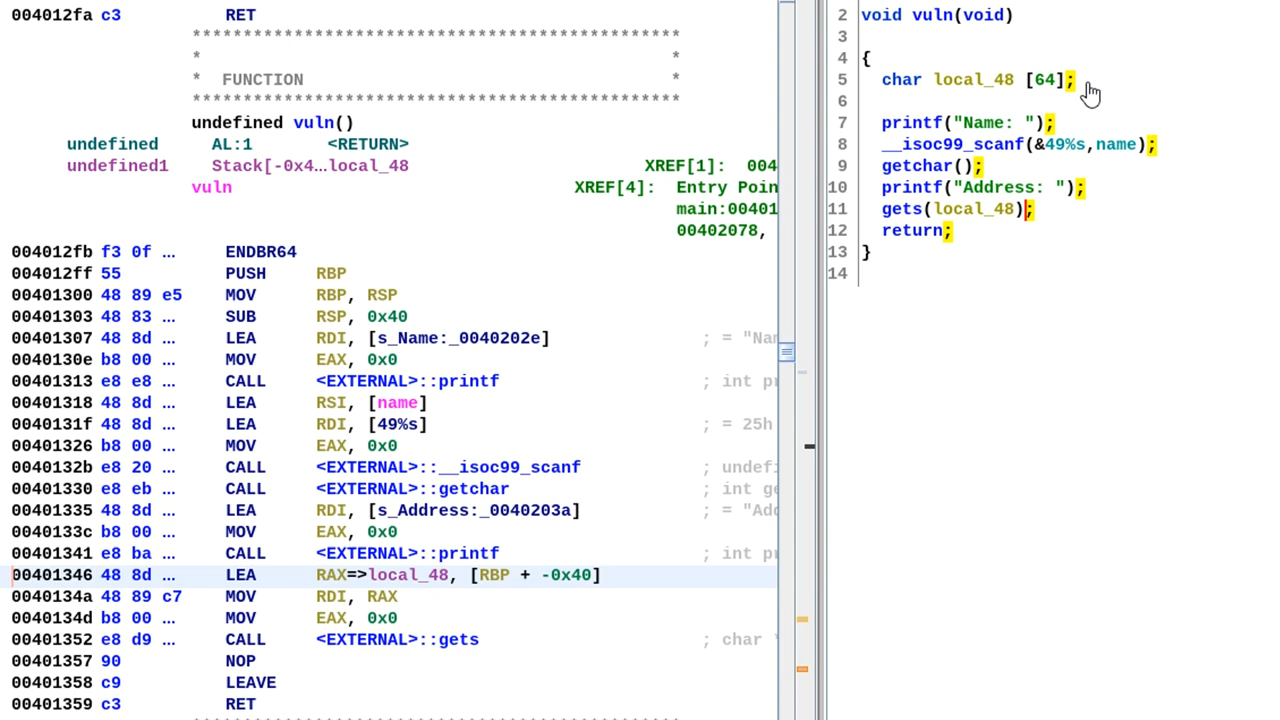 004012fa c3 RET
************************************************
* *
* FUNCTION *
************************************************
undefined vuln()
undefined AL:1 <RETURN>
undefined1 Stack[-0x4...local_48 XREF[1]: 004
vuln XREF[4]: Entry Poin
main:00401
00402078,
004012fb f3 0f ... ENDBR64
004012ff 55 PUSH RBP
00401300 48 89 e5 MOV RBP, RSP
00401303 48 83 ... SUB RSP, 0x40
00401307 48 8d ... LEA RDI, [s_Name:_0040202e] ; = "Nam
0040130e b8 00 ... MOV EAX, 0x0
00401313 e8 e8 ... CALL <EXTERNAL>::printf ; int pr
00401318 48 8d ... LEA RSI, [name]
0040131f 48 8d ... LEA RDI, [49%s] ; = 25h
00401326 b8 00 ... MOV EAX, 0x0
0040132b e8 20 ... CALL <EXTERNAL>::__isoc99_scanf ; undefi
00401330 e8 eb ... CALL <EXTERNAL>::getchar ; int ge
00401335 48 8d ... LEA RDI, [s_Address:_0040203a] ; = "Add
0040133c b8 00 ... MOV EAX, 0x0
00401341 e8 ba ... CALL <EXTERNAL>::printf ; int pr
00401346 48 8d ... LEA RAX=>local_48, [RBP + -0x40]
0040134a 48 89 c7 MOV RDI, RAX
0040134d b8 00 ... MOV EAX, 0x0
00401352 e8 d9 ... CALL <EXTERNAL>::gets ; char *
00401357 90 NOP
00401358 c9 LEAVE
00401359 c3 RET
2 void vuln(void)
3
4 {
5 char local_48 [64];
6
7 printf("Name: ");
8 __isoc99_scanf(&49%s,name);
9 getchar();
10 printf("Address: ");
11 gets(local_48);
12 return;
13 }
14